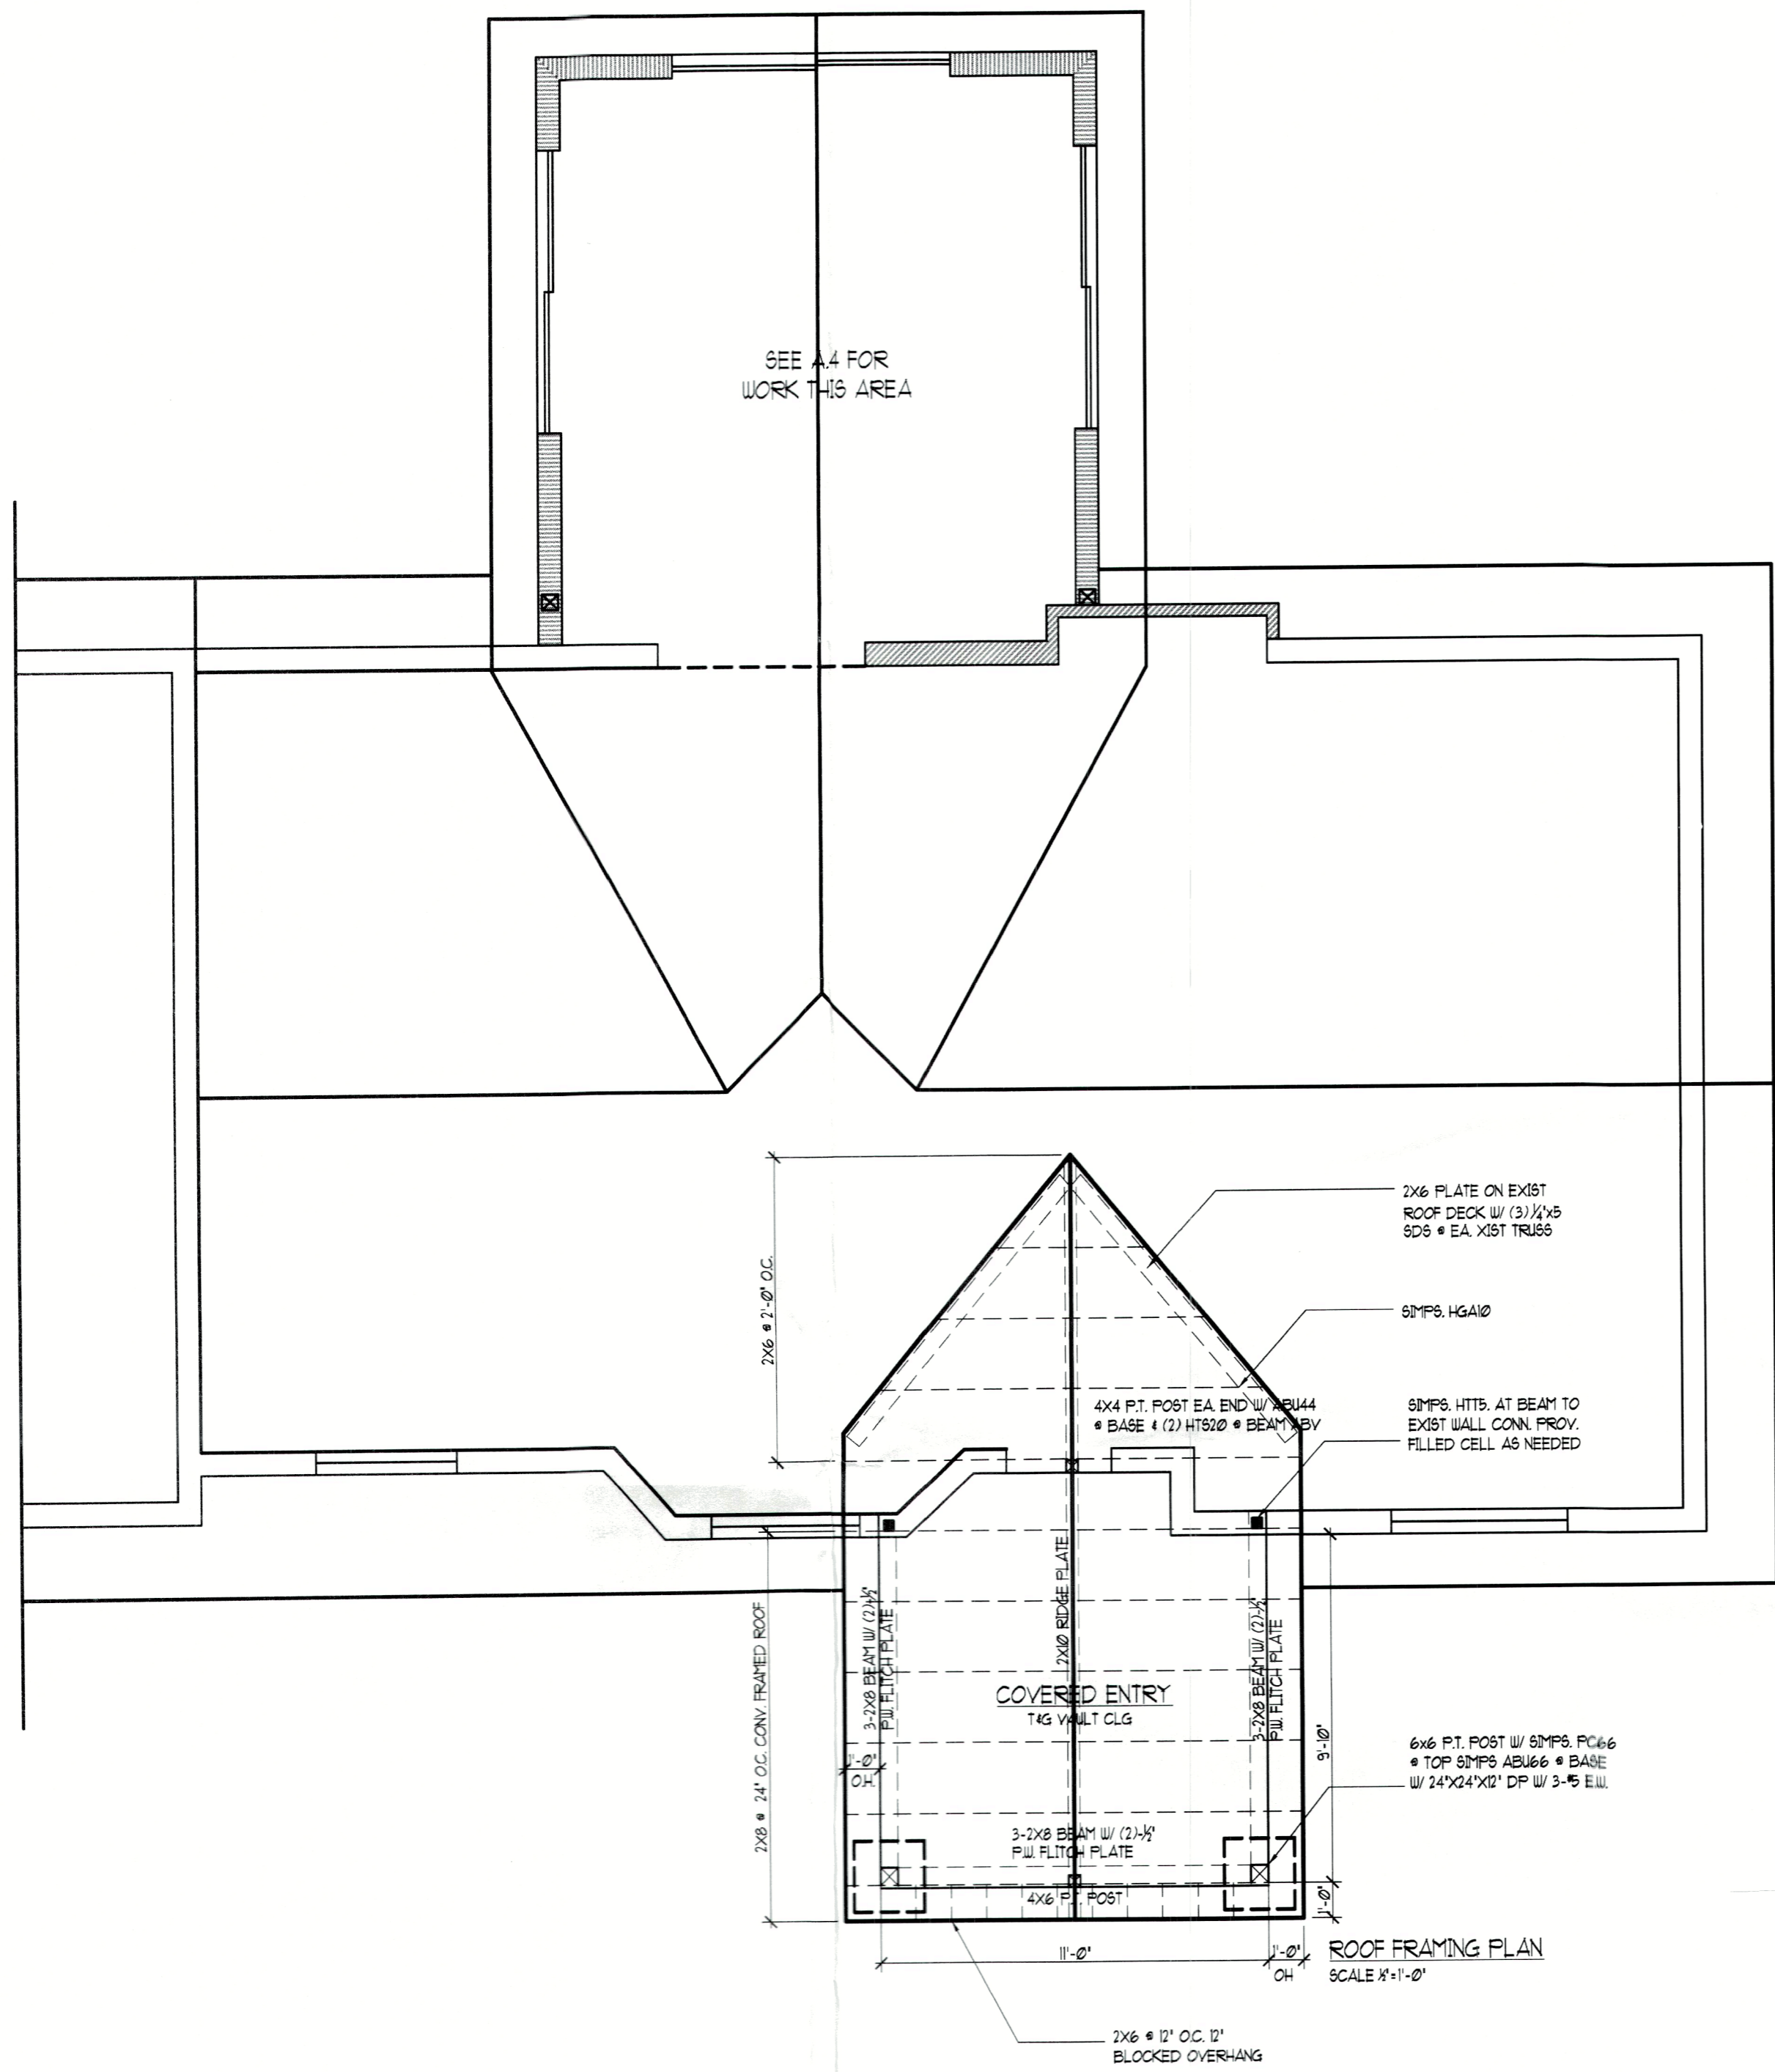 SEE A.4 FOR
WORK THIS AREA
2X6 PLATE ON EXIST
ROOF DECK W/ (3) ¼"x5
SDS @ EA. XIST TRUSS
2X6 @ 2'-0" O.C.
SIMPS. HGA10
4X4 P.T. POST EA. END W/ ABU44
@ BASE & (2) HTS20 @ BEAM ABV
SIMPS. HTT5. AT BEAM TO
EXIST WALL CONN. PROV.
FILLED CELL AS NEEDED
2X8 @ 24" O.C. CONV. FRAMED ROOF
3-2X8 BEAM W/ (2)-½"
P.W. FLITCH PLATE
2X10 RIDGE PLATE
3-2X8 BEAM W/ (2)-½"
P.W. FLITCH PLATE
COVERED ENTRY
T&G VAULT CLG
9'-10"
1'-0"
O.H.
6x6 P.T. POST W/ SIMPS. PC66
@ TOP SIMPS ABU66 @ BASE
W/ 24"X24"X12" DP W/ 3-#5 E.W.
3-2X8 BEAM W/ (2)-½"
P.W. FLITCH PLATE
4X6 P.T. POST
1'-0"
11'-0"
1'-0"
OH
ROOF FRAMING PLAN
SCALE ½"=1'-0"
2X6 @ 12" O.C. 12"
BLOCKED OVERHANG